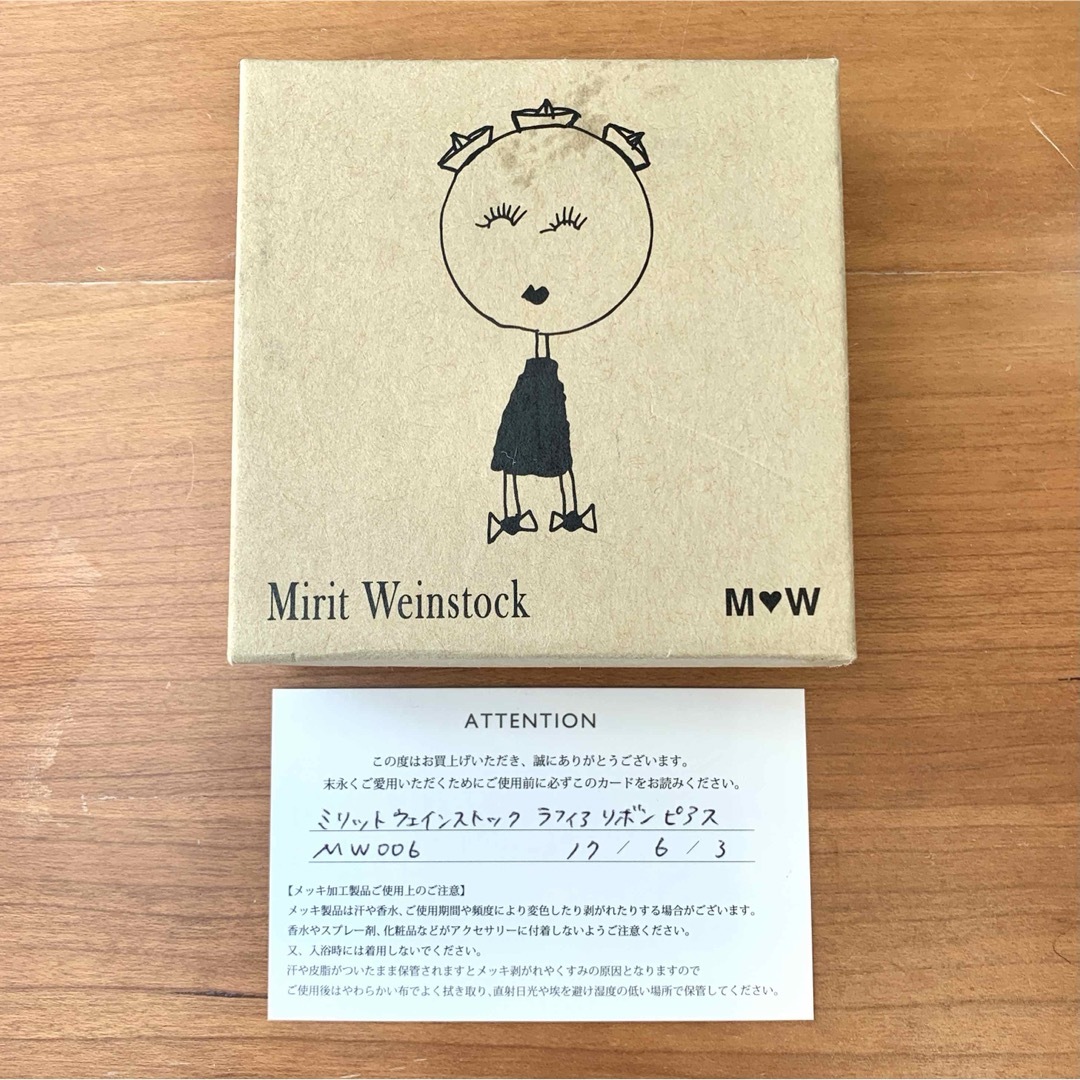 Mirit Weinstock
M♥W
ATTENTION
この度はお買上げいただき、誠にありがとうございます。
末永くご愛用いただくためにご使用前に必ずこのカードをお読みください。
ミリットウェインストック ラフィア リボン ピアス
MW006 17 / 6 / 3
【メッキ加工製品ご使用上のご注意】
メッキ製品は汗や香水、ご使用期間や頻度により変色したり剥がれたりする場合がございます。
香水やスプレー剤、化粧品などがアクセサリーに付着しないようご注意ください。
又、入浴時には着用しないでください。
汗や皮脂がついたまま保管されますとメッキ剥がれやくすみの原因となりますので
ご使用後はやわらかい布でよく拭き取り、直射日光や埃を避け湿度の低い場所で保管してください。